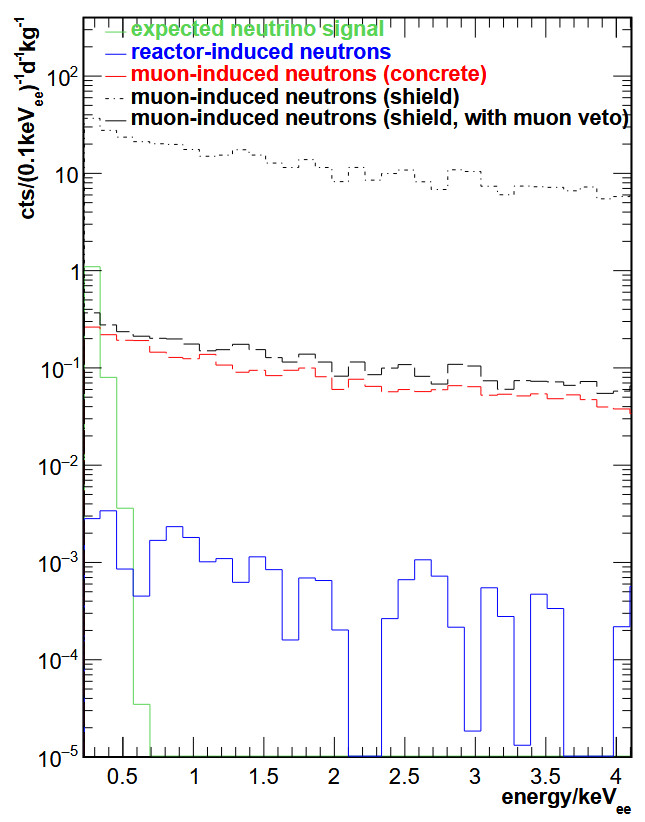 expected neutrino signal
reactor-induced neutrons
muon-induced neutrons (concrete)
muon-induced neutrons (shield)
muon-induced neutrons (shield, with muon veto)
cts/(0.1keVee)⁻¹d⁻¹kg⁻¹
10²
10
1
10⁻¹
10⁻²
10⁻³
10⁻⁴
10⁻⁵
0.5 1 1.5 2 2.5 3 3.5 4
energy/keVee